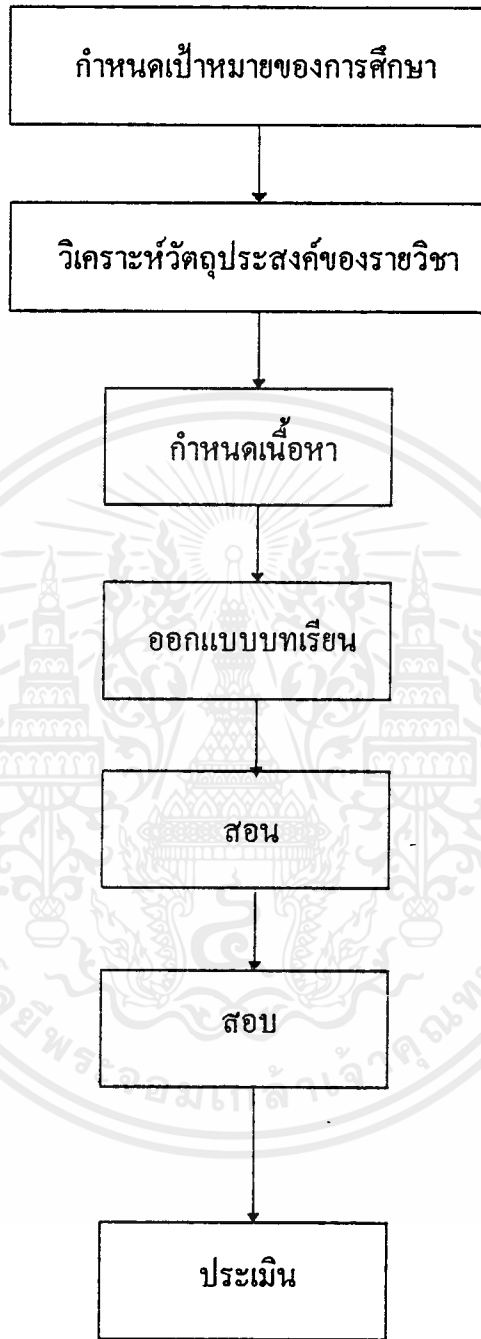 กำหนดเป้าหมายของการศึกษา
วิเคราะห์วัตถุประสงค์ของรายวิชา
กำหนดเนื้อหา
ออกแบบบทเรียน
สอน
สอบ
ประเมิน